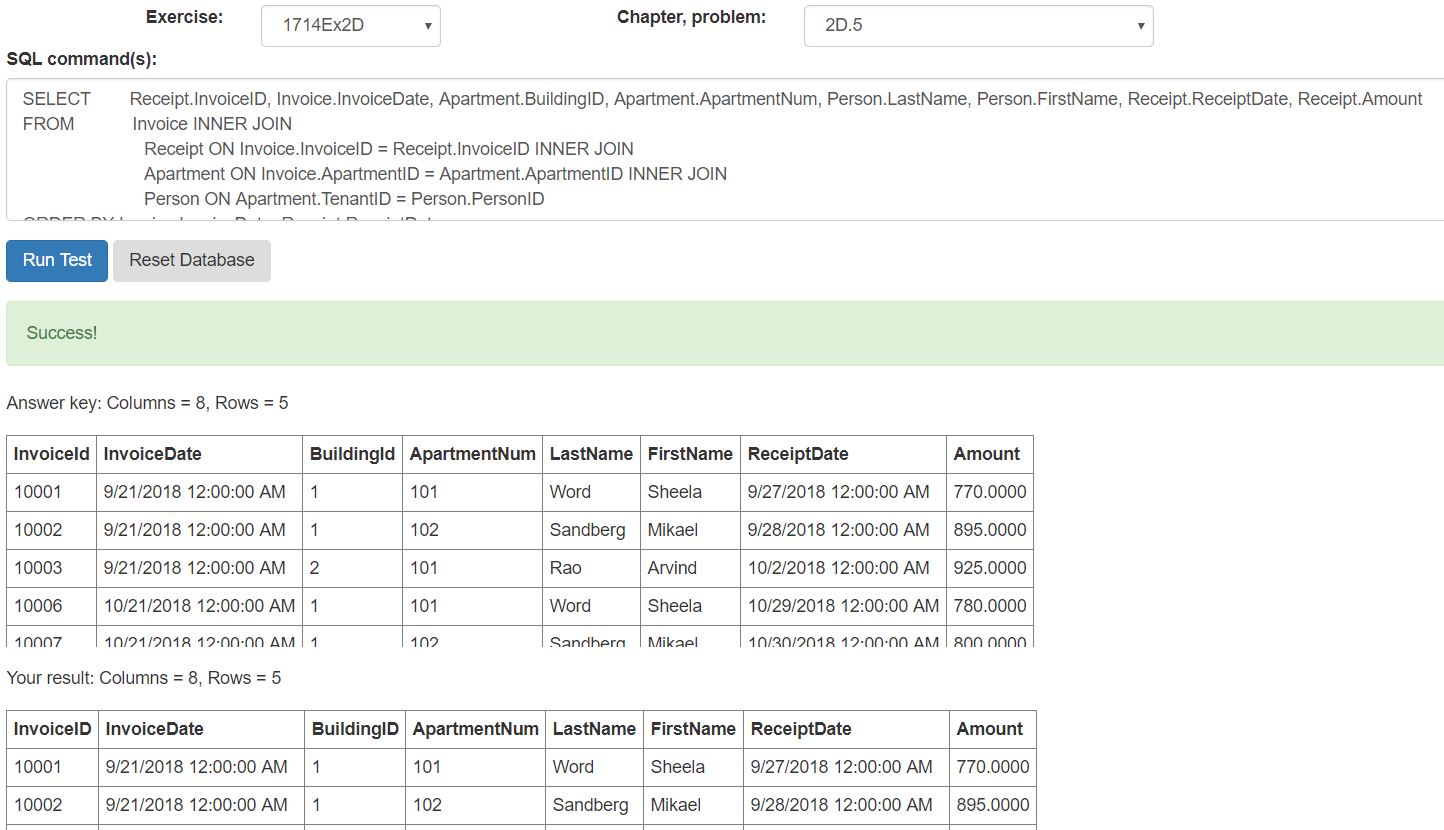 Exercise: 1714Ex2D Chapter, problem: 2D.5
SQL command(s):
SELECT Receipt.InvoiceID, Invoice.InvoiceDate, Apartment.BuildingID, Apartment.ApartmentNum, Person.LastName, Person.FirstName, Receipt.ReceiptDate, Receipt.Amount
FROM Invoice INNER JOIN
Receipt ON Invoice.InvoiceID = Receipt.InvoiceID INNER JOIN
Apartment ON Invoice.ApartmentID = Apartment.ApartmentID INNER JOIN
Person ON Apartment.TenantID = Person.PersonID
ORDER BY
Run Test Reset Database
Success!
Answer key: Columns = 8, Rows = 5
InvoiceId InvoiceDate BuildingId ApartmentNum LastName FirstName ReceiptDate Amount
10001 9/21/2018 12:00:00 AM 1 101 Word Sheela 9/27/2018 12:00:00 AM 770.0000
10002 9/21/2018 12:00:00 AM 1 102 Sandberg Mikael 9/28/2018 12:00:00 AM 895.0000
10003 9/21/2018 12:00:00 AM 2 101 Rao Arvind 10/2/2018 12:00:00 AM 925.0000
10006 10/21/2018 12:00:00 AM 1 101 Word Sheela 10/29/2018 12:00:00 AM 780.0000
10007 10/21/2018 12:00:00 AM 1 102 Sandberg Mikael 10/30/2018 12:00:00 AM 800.0000
Your result: Columns = 8, Rows = 5
InvoiceID InvoiceDate BuildingID ApartmentNum LastName FirstName ReceiptDate Amount
10001 9/21/2018 12:00:00 AM 1 101 Word Sheela 9/27/2018 12:00:00 AM 770.0000
10002 9/21/2018 12:00:00 AM 1 102 Sandberg Mikael 9/28/2018 12:00:00 AM 895.0000